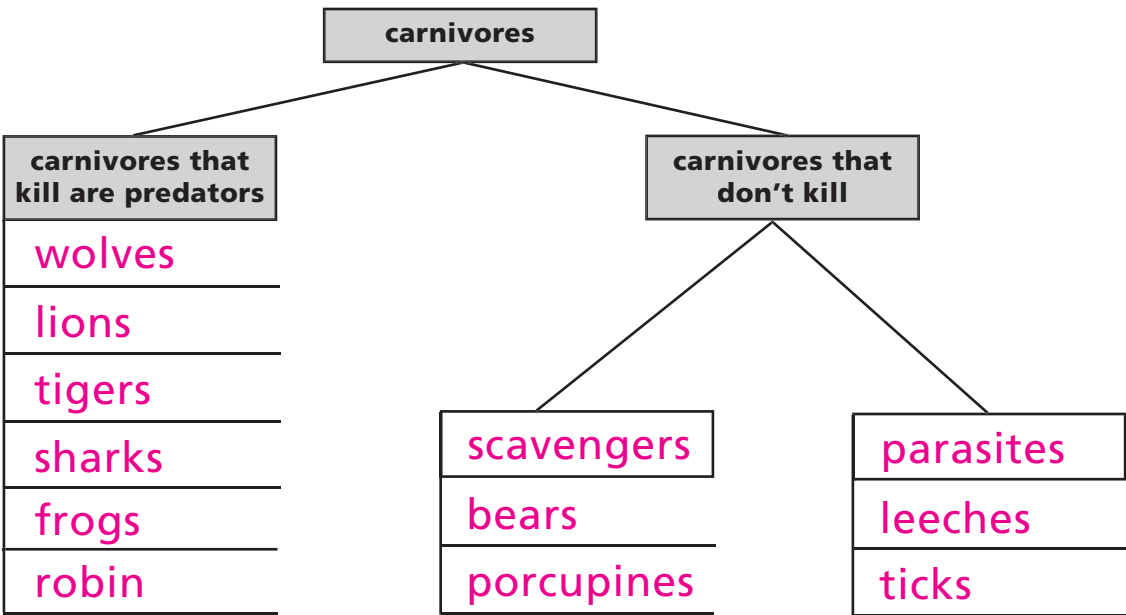 carnivores
carnivores that
kill are predators
wolves
lions
tigers
sharks
frogs
robin
carnivores that
don't kill
scavengers
bears
porcupines
parasites
leeches
ticks